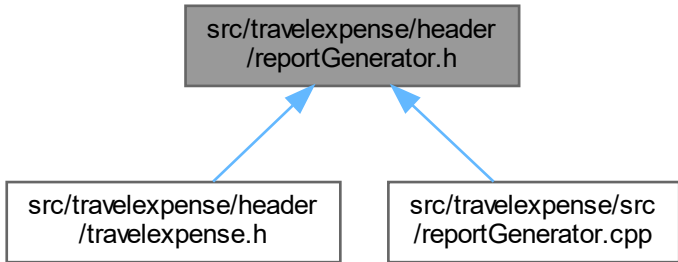 src/travelexpense/header
/reportGenerator.h
src/travelexpense/header
/travelexpense.h
src/travelexpense/src
/reportGenerator.cpp